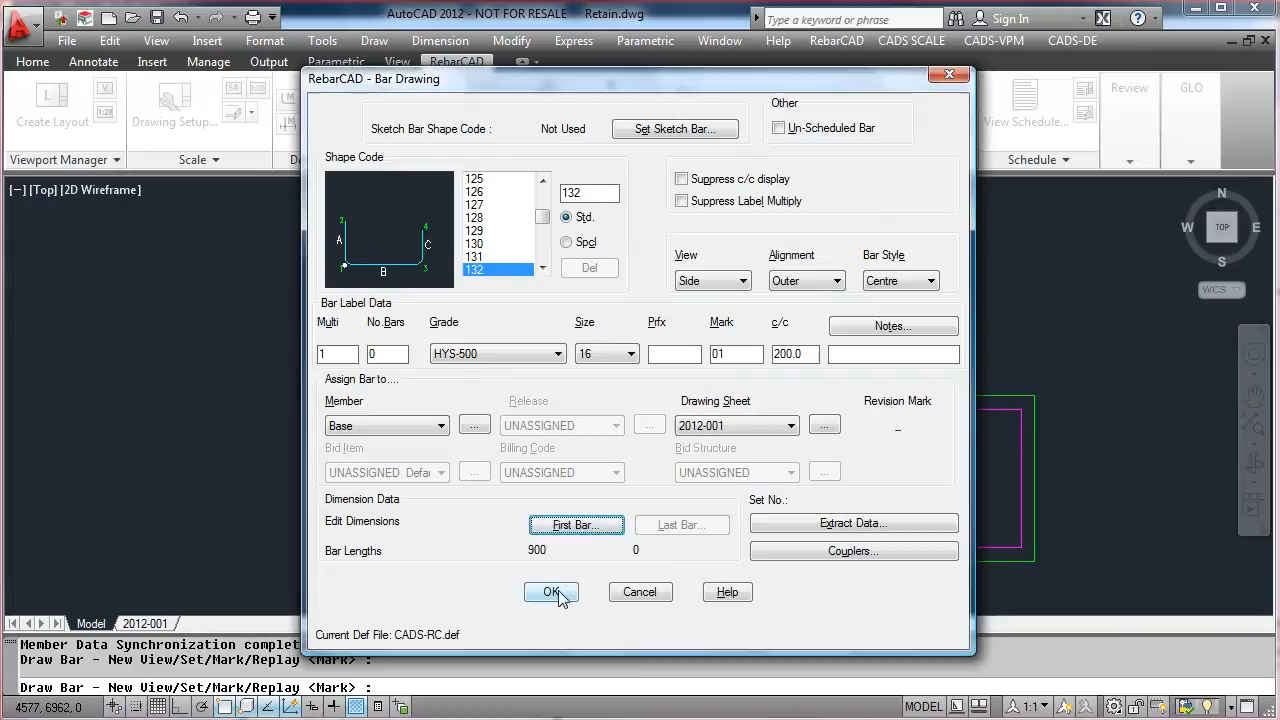 AutoCAD 2012 - NOT FOR RESALE Retain.dwg
Type a keyword or phrase
Sign In
File Edit View Insert Format Tools Draw Dimension Modify Express Parametric Window Help RebarCAD CADS SCALE CADS-VPM CADS-DE
Home Annotate Insert Manage Output Parametric View RebarCAD
Create Layout
Viewport Manager
Drawing Setup...
Scale
View Schedule...
Schedule
Review
GLO
[−] [Top] [2D Wireframe]
RebarCAD - Bar Drawing
Sketch Bar Shape Code : Not Used Set Sketch Bar...
Other
Un-Scheduled Bar
Shape Code
A
B
C
1
2
3
4
125
126
127
128
129
130
131
132
132
Std.
Spcl
Del
Suppress c/c display
Suppress Label Multiply
View Alignment Bar Style
Side Outer Centre
Bar Label Data
Multi No.Bars Grade Size Prfx Mark c/c Notes...
1 0 HYS-500 16 01 200.0
Assign Bar to....
Member Release Drawing Sheet Revision Mark
Base ... UNASSIGNED ... 2012-001 ... --
Bid Item Billing Code Bid Structure
UNASSIGNED Defau ... UNASSIGNED UNASSIGNED ...
Dimension Data Set No.:
Edit Dimensions First Bar... Last Bar... Extract Data...
Bar Lengths 900 0 Couplers...
OK Cancel Help
Current Def File: CADS-RC.def
N
W TOP E
S
WCS
Model 2012-001
Member Data Synchronization complet
Draw Bar - New View/Set/Mark/Replay <Mark> :
Draw Bar - New View/Set/Mark/Replay <Mark> :
4577, 6962, 0 MODEL 1:1